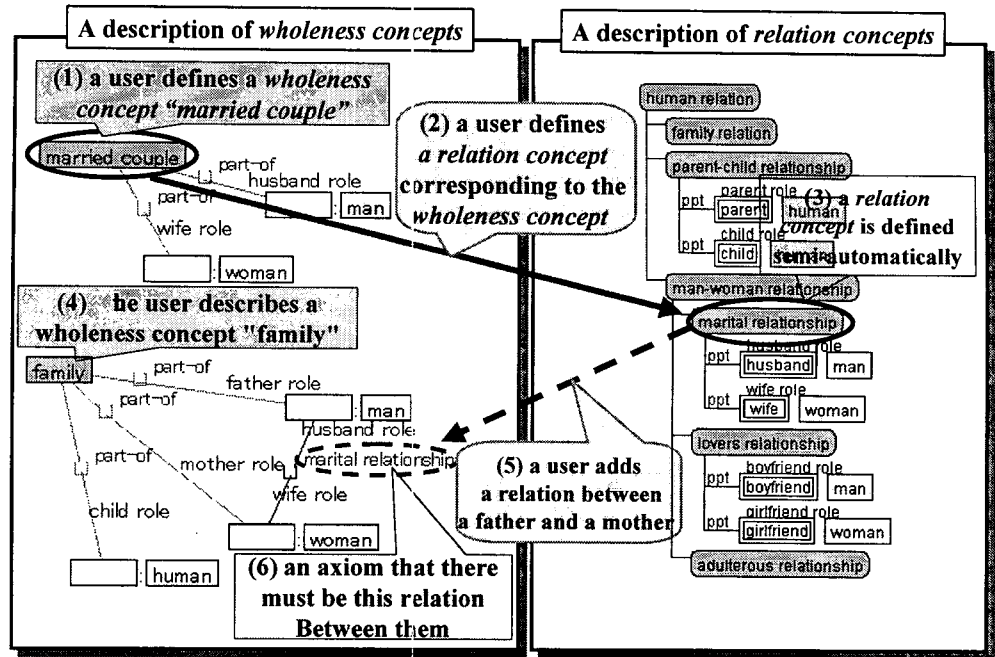 A description of wholeness concepts
(1) a user defines a wholeness
concept "married couple"
married couple
part-of
husband role
: man
part-of
wife role
: woman
(4) he user describes a
wholeness concept "family"
family
part-of
father role
: man
part-of
husband role
marital relationship
part-of
mother role
wife role
child role
: woman
: human
(6) an axiom that there
must be this relation
Between them
(2) a user defines
a relation concept
corresponding to the
wholeness concept
(5) a user adds
a relation between
a father and a mother
A description of relation concepts
human relation
family relation
parent-child relationship
parent role
ppt parent human
child role
ppt child
(3) a relation
concept is defined
semi-automatically
man-woman relationship
marital relationship
husband role
ppt husband man
wife role
ppt wife woman
lovers relationship
boyfriend role
ppt boyfriend man
girlfriend role
ppt girlfriend woman
adulterous relationship